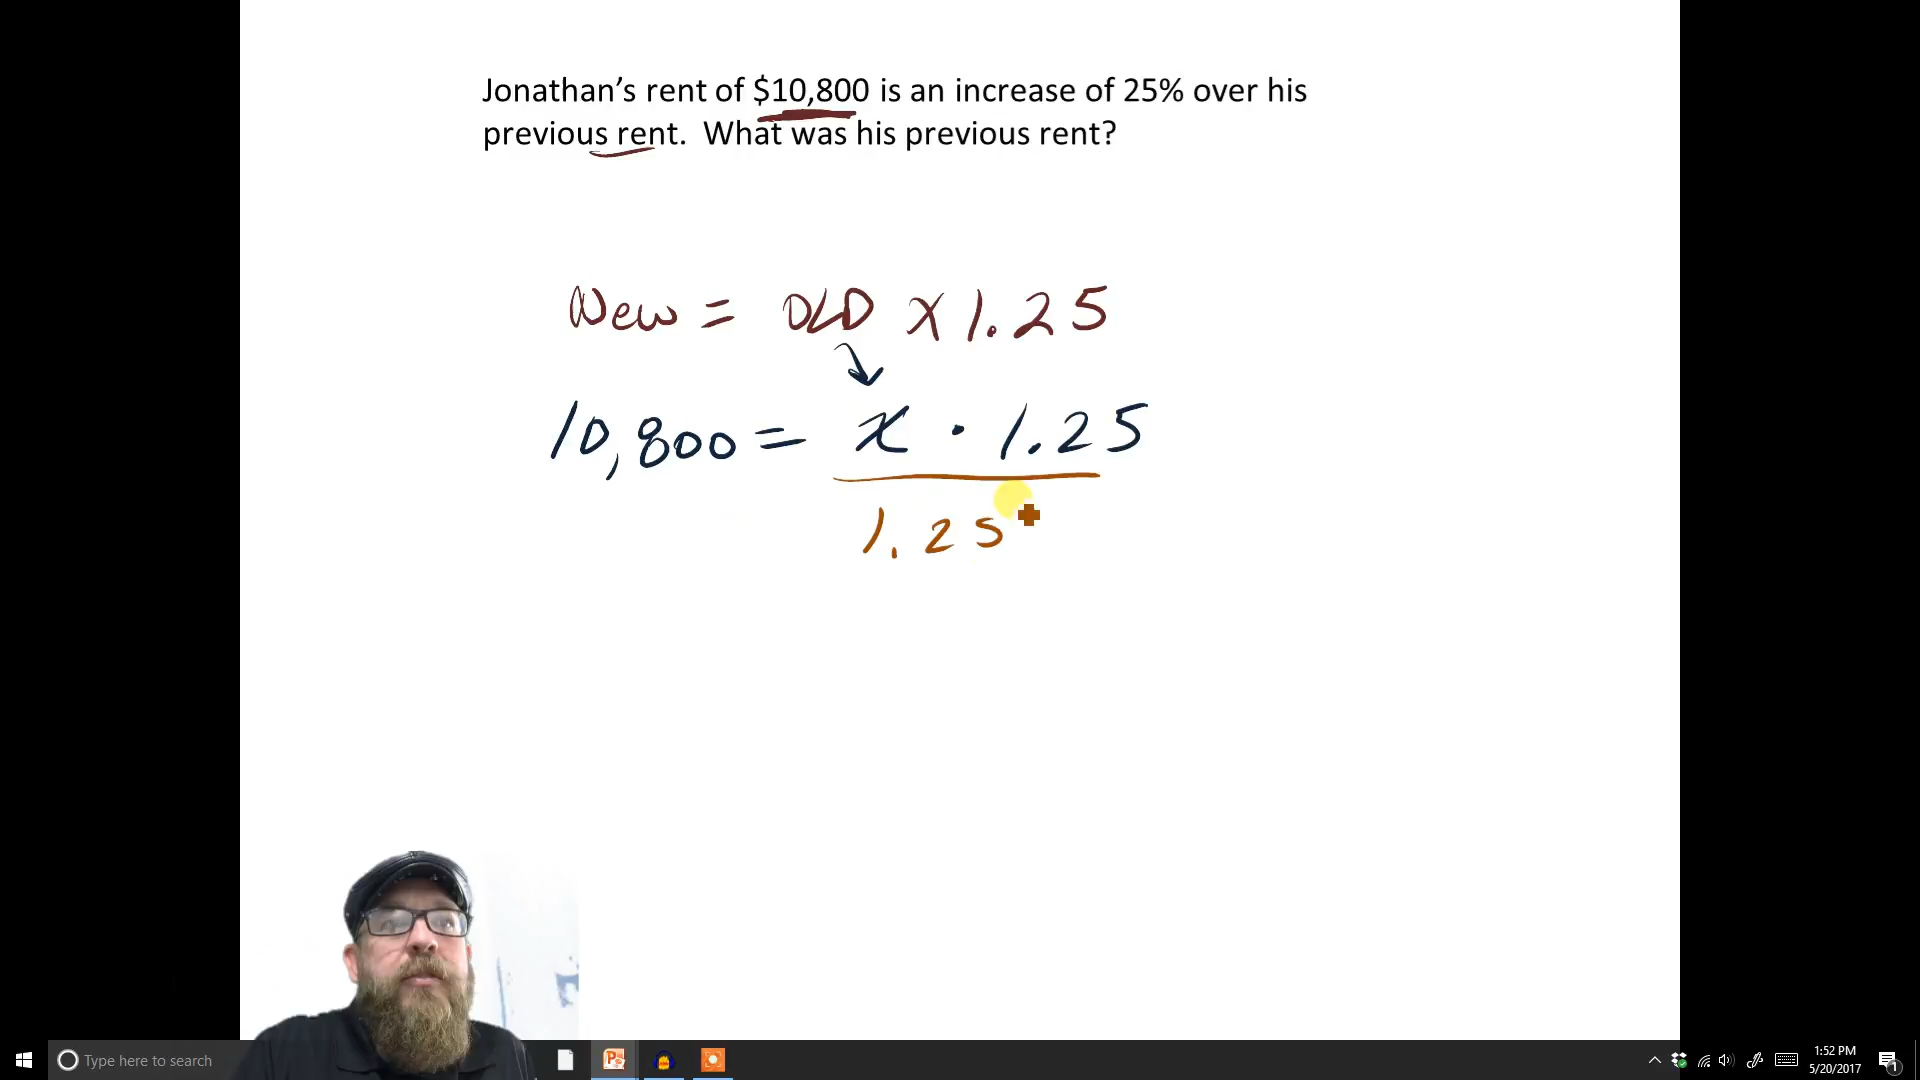 Jonathan's rent of $10,800 is an increase of 25% over his
previous rent. What was his previous rent?
New = OLD x 1.25
10,800 = x · 1.25
1.25
Type here to search
1:52 PM
5/20/2017